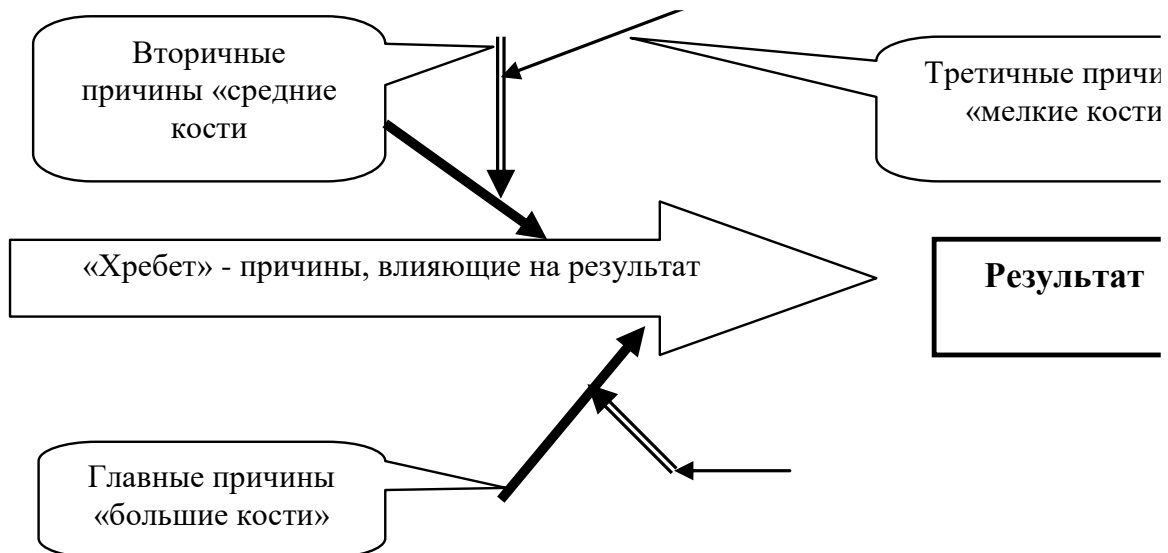 Вторичные
причины «средние
кости
Третичные причи
«мелкие кости
«Хребет» - причины, влияющие на результат
Результат
Главные причины
«большие кости»